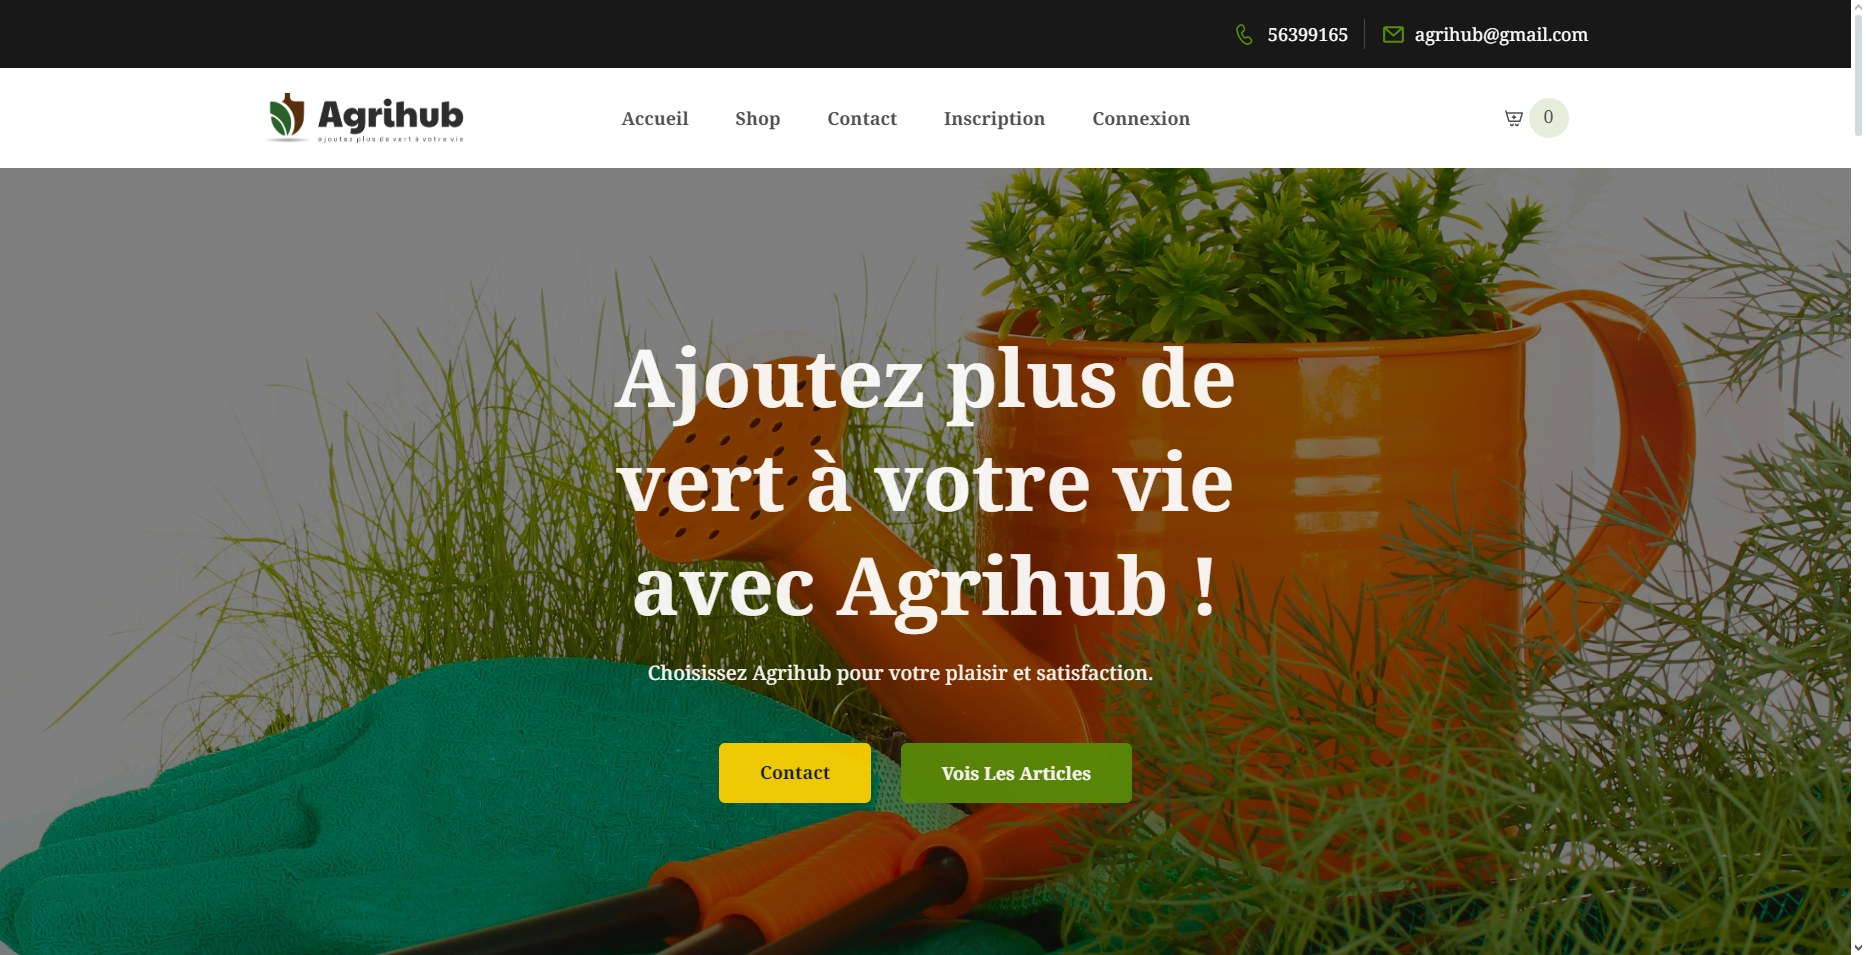 56399165
agrihub@gmail.com
Agrihub
ajoutez plus de vert à votre vie
Accueil
Shop
Contact
Inscription
Connexion
0
Ajoutez plus de
vert à votre vie
avec Agrihub !
Choisissez Agrihub pour votre plaisir et satisfaction.
Contact
Vois Les Articles